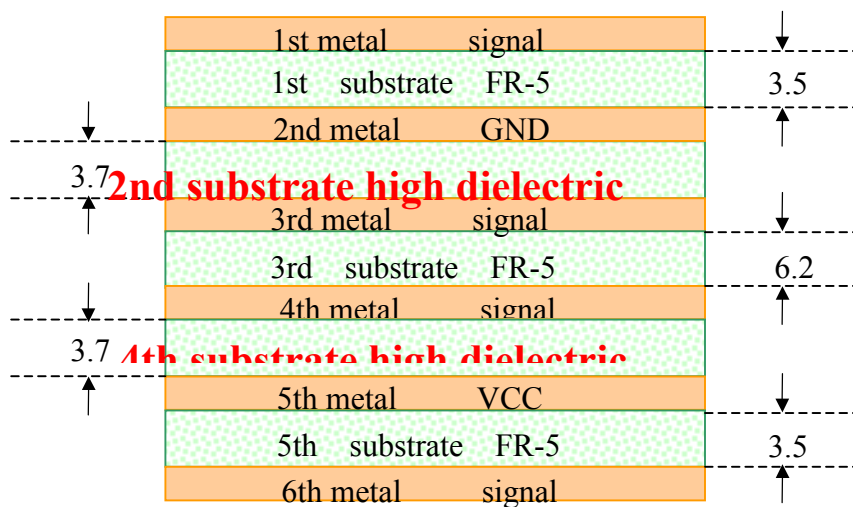 1st metal signal
1st substrate FR-5
3.5
2nd metal GND
3.7
2nd substrate high dielectric
3rd metal signal
3rd substrate FR-5
6.2
4th metal signal
3.7
4th substrate high dielectric
5th metal VCC
5th substrate FR-5
3.5
6th metal signal